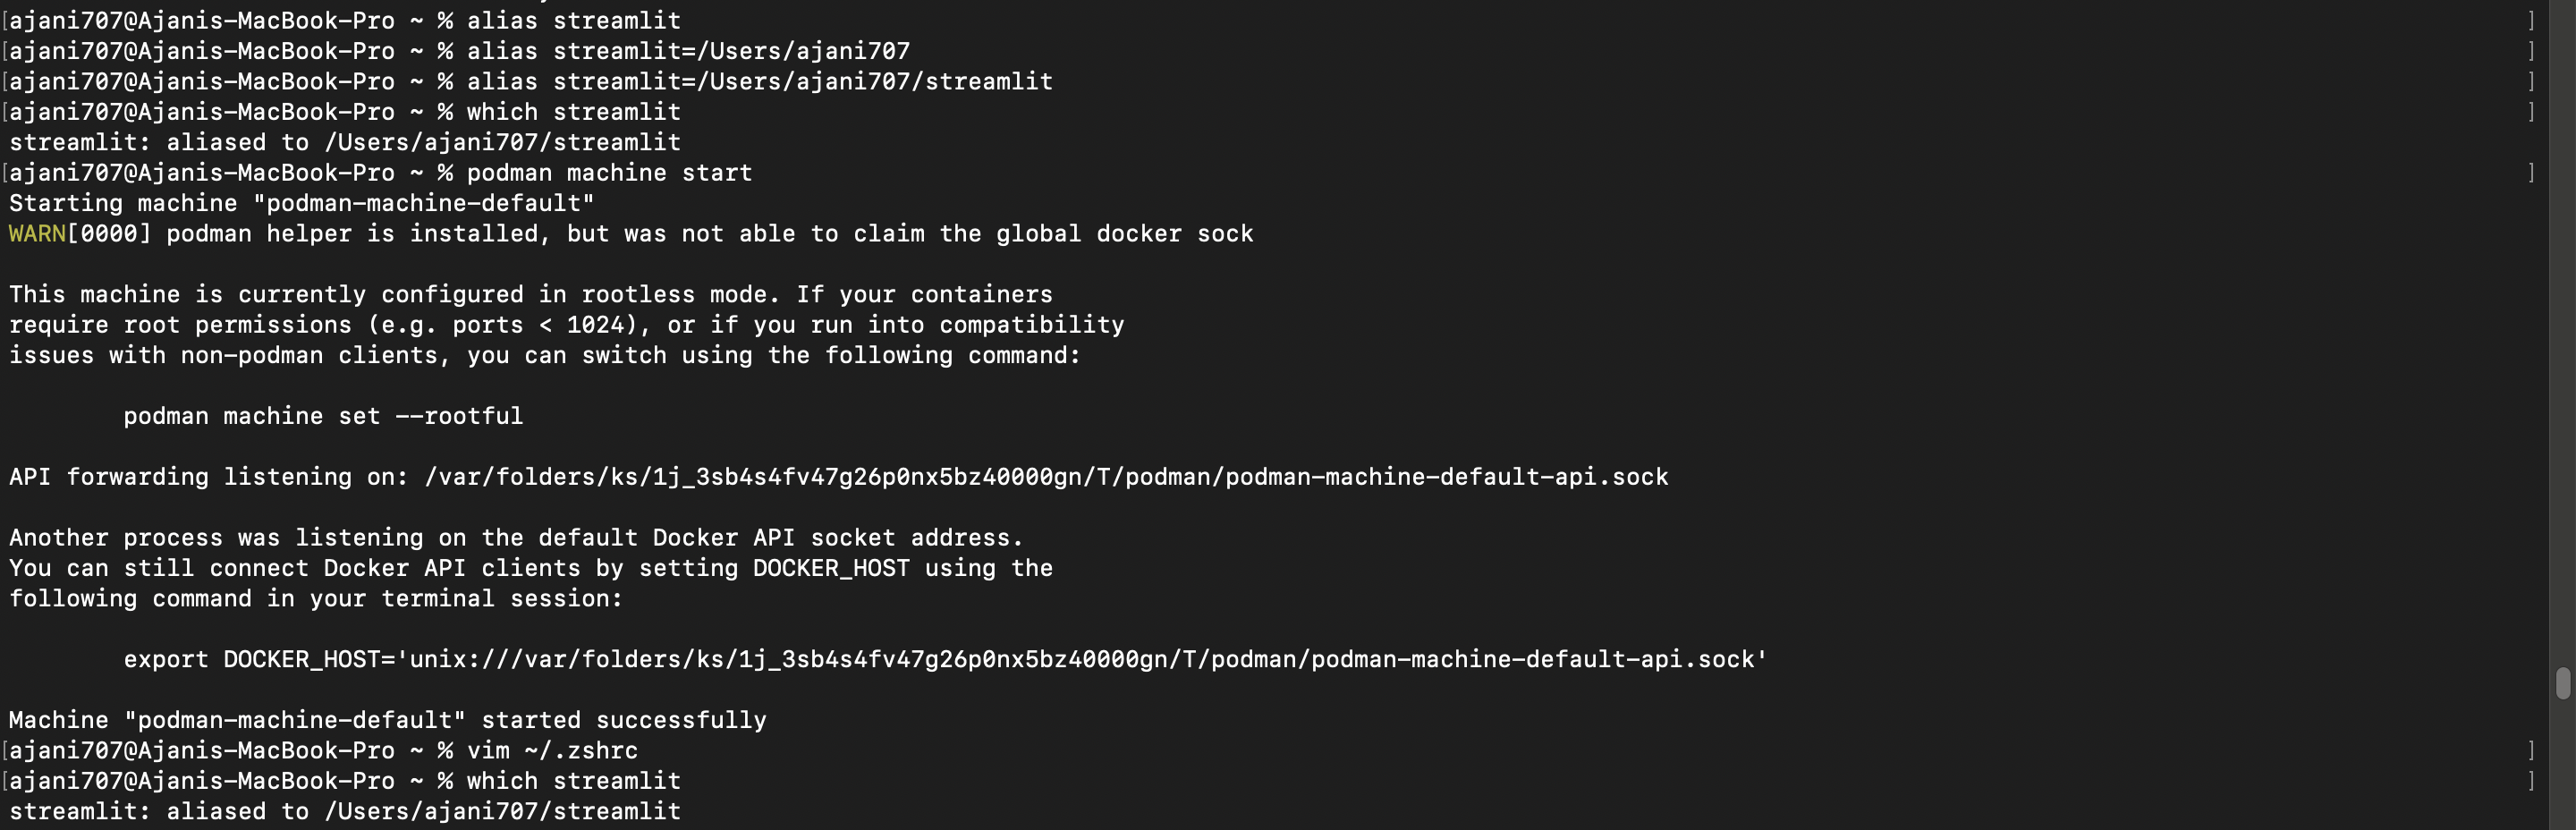 [ajani707@Ajanis-MacBook-Pro ~ % alias streamlit ]
[ajani707@Ajanis-MacBook-Pro ~ % alias streamlit=/Users/ajani707 ]
[ajani707@Ajanis-MacBook-Pro ~ % alias streamlit=/Users/ajani707/streamlit ]
[ajani707@Ajanis-MacBook-Pro ~ % which streamlit ]
streamlit: aliased to /Users/ajani707/streamlit
[ajani707@Ajanis-MacBook-Pro ~ % podman machine start ]
Starting machine "podman-machine-default"
WARN[0000] podman helper is installed, but was not able to claim the global docker sock
This machine is currently configured in rootless mode. If your containers
require root permissions (e.g. ports < 1024), or if you run into compatibility
issues with non-podman clients, you can switch using the following command:
podman machine set --rootful
API forwarding listening on: /var/folders/ks/1j_3sb4s4fv47g26p0nx5bz40000gn/T/podman/podman-machine-default-api.sock
Another process was listening on the default Docker API socket address.
You can still connect Docker API clients by setting DOCKER_HOST using the
following command in your terminal session:
export DOCKER_HOST='unix:///var/folders/ks/1j_3sb4s4fv47g26p0nx5bz40000gn/T/podman/podman-machine-default-api.sock'
Machine "podman-machine-default" started successfully
[ajani707@Ajanis-MacBook-Pro ~ % vim ~/.zshrc ]
[ajani707@Ajanis-MacBook-Pro ~ % which streamlit ]
streamlit: aliased to /Users/ajani707/streamlit